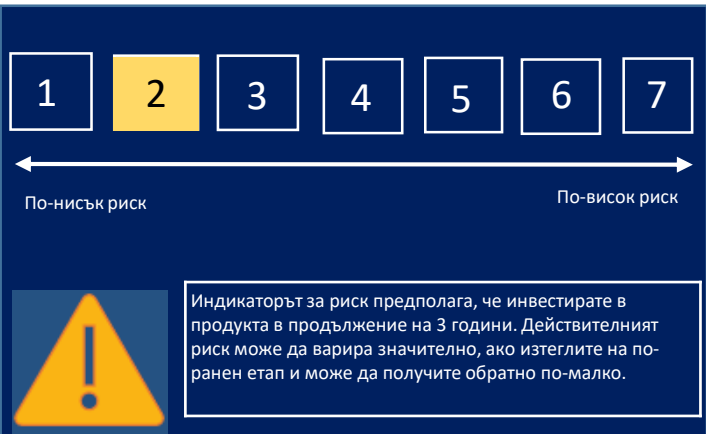 1 2 3 4 5 6 7
По-нисък риск
По-висок риск
Индикаторът за риск предполага, че инвестирате в
продукта в продължение на 3 години. Действителният
риск може да варира значително, ако изтеглите на по-
ранен етап и може да получите обратно по-малко.